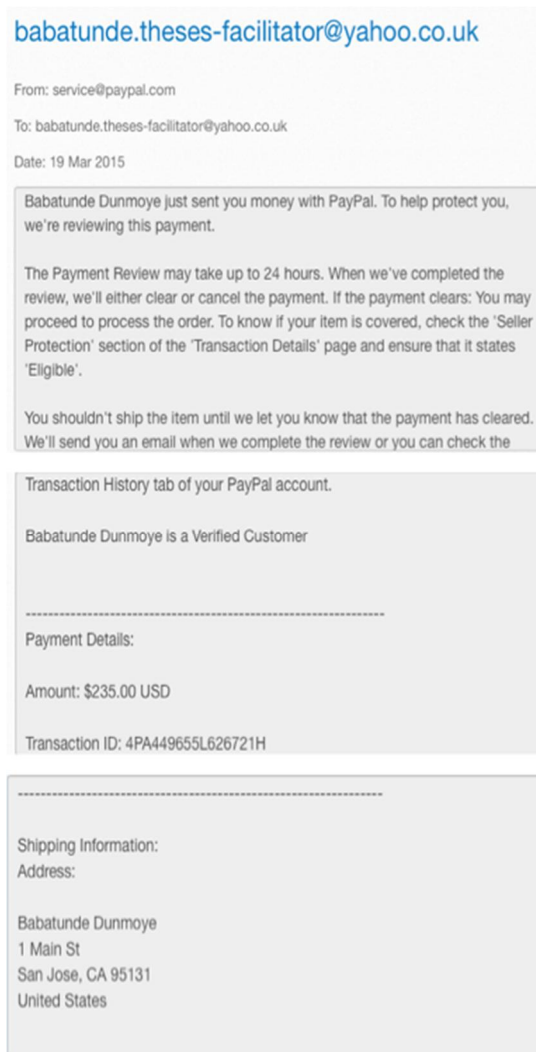 babatunde.theses-facilitator@yahoo.co.uk
From: service@paypal.com
To: babatunde.theses-facilitator@yahoo.co.uk
Date: 19 Mar 2015
Babatunde Dunmoye just sent you money with PayPal. To help protect you,
we're reviewing this payment.
The Payment Review may take up to 24 hours. When we've completed the
review, we'll either clear or cancel the payment. If the payment clears: You may
proceed to process the order. To know if your item is covered, check the 'Seller
Protection' section of the 'Transaction Details' page and ensure that it states
'Eligible'.
You shouldn't ship the item until we let you know that the payment has cleared.
We'll send you an email when we complete the review or you can check the
Transaction History tab of your PayPal account.
Babatunde Dunmoye is a Verified Customer
-----------------------------------------------------------------
Payment Details:
Amount: $235.00 USD
Transaction ID: 4PA449655L626721H
-----------------------------------------------------------------
Shipping Information:
Address:
Babatunde Dunmoye
1 Main St
San Jose, CA 95131
United States